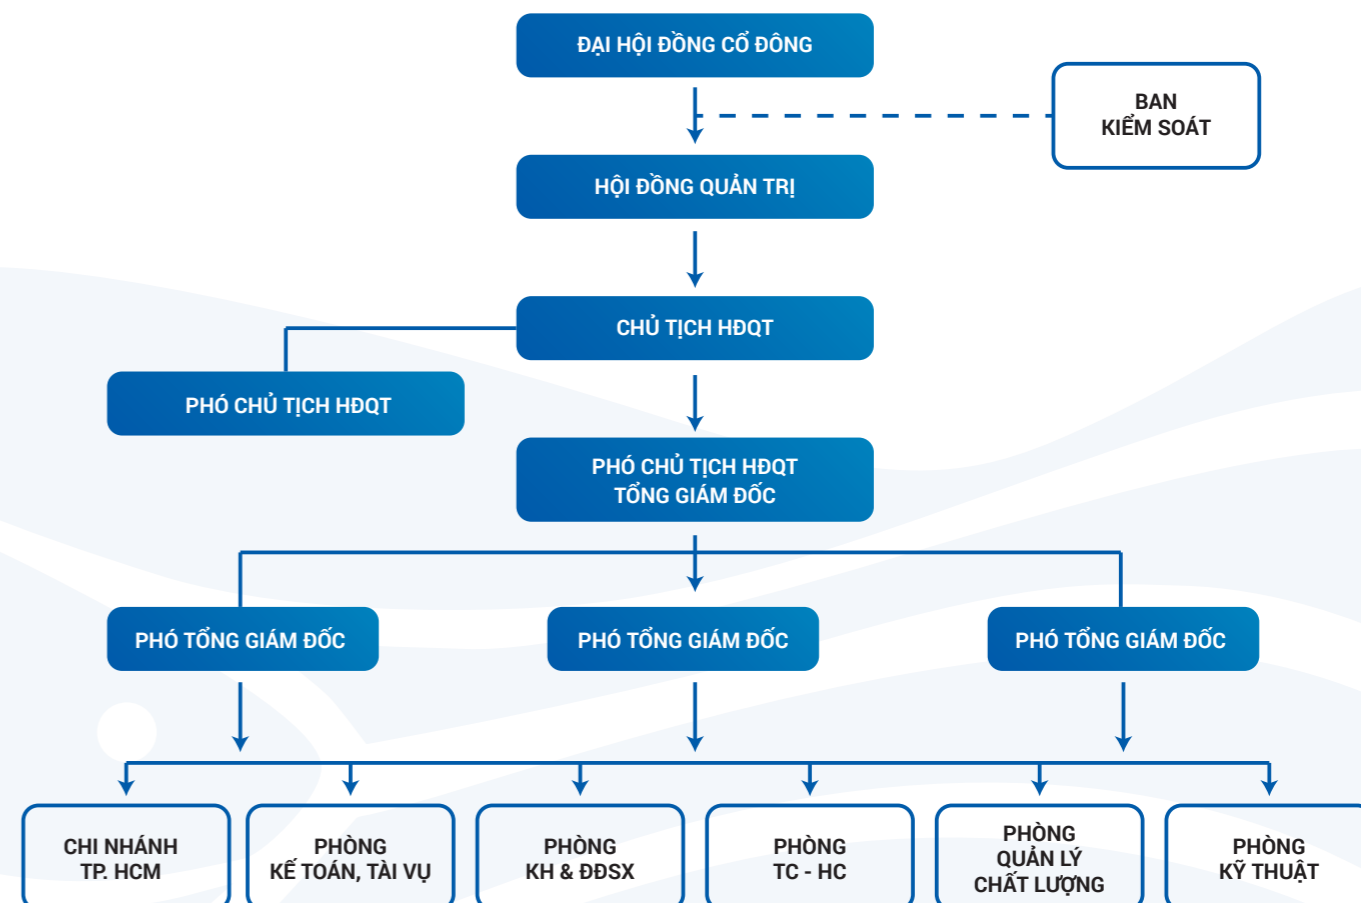 ĐẠI HỘI ĐỒNG CỔ ĐÔNG
BAN
KIỂM SOÁT
HỘI ĐỒNG QUẢN TRỊ
CHỦ TỊCH HĐQT
PHÓ CHỦ TỊCH HĐQT
PHÓ CHỦ TỊCH HĐQT
TỔNG GIÁM ĐỐC
PHÓ TỔNG GIÁM ĐỐC
PHÓ TỔNG GIÁM ĐỐC
PHÓ TỔNG GIÁM ĐỐC
CHI NHÁNH
TP. HCM
PHÒNG
KẾ TOÁN, TÀI VỤ
PHÒNG
KH & ĐĐSX
PHÒNG
TC - HC
PHÒNG
QUẢN LÝ
CHẤT LƯỢNG
PHÒNG
KỸ THUẬT